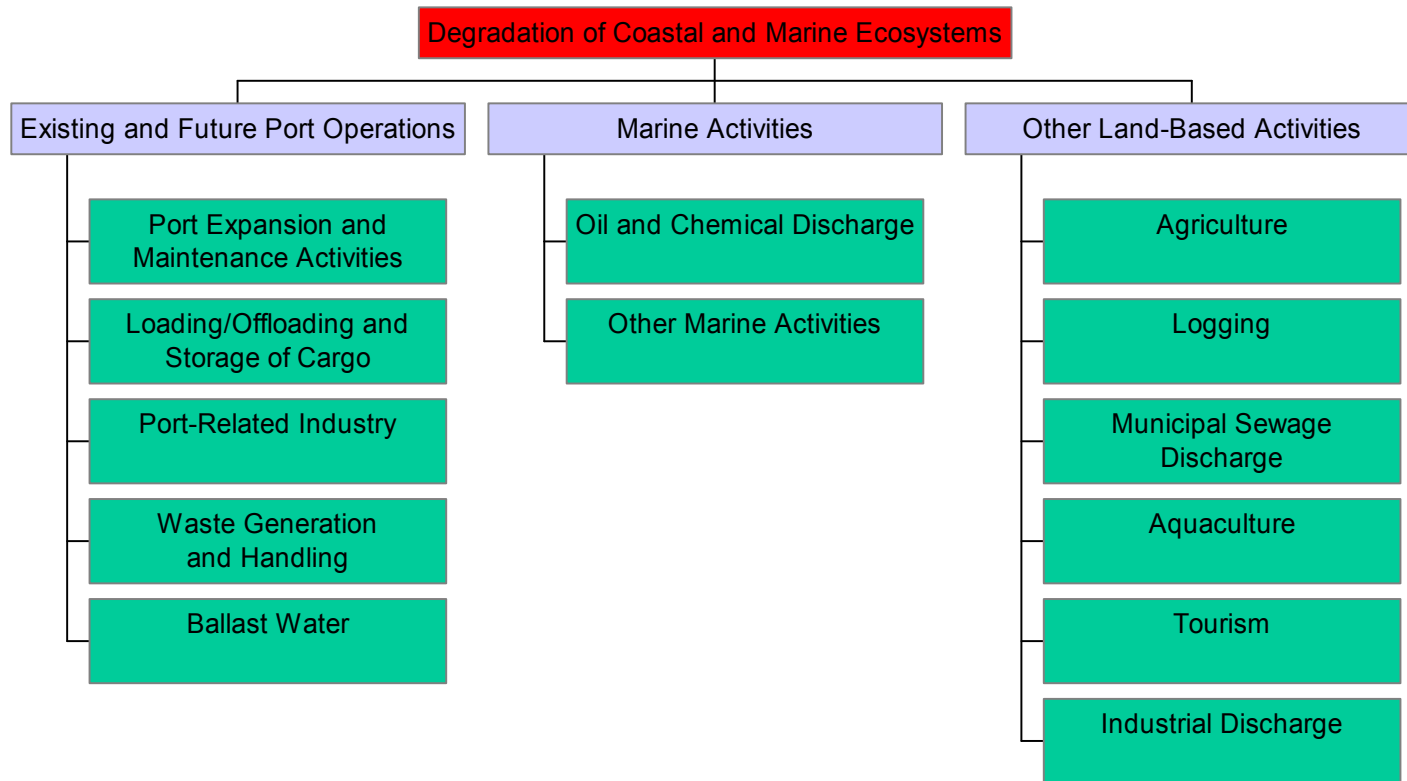 Degradation of Coastal and Marine Ecosystems
Existing and Future Port Operations
Port Expansion and
Maintenance Activities
Loading/Offloading and
Storage of Cargo
Port-Related Industry
Waste Generation
and Handling
Ballast Water
Marine Activities
Oil and Chemical Discharge
Other Marine Activities
Other Land-Based Activities
Agriculture
Logging
Municipal Sewage
Discharge
Aquaculture
Tourism
Industrial Discharge